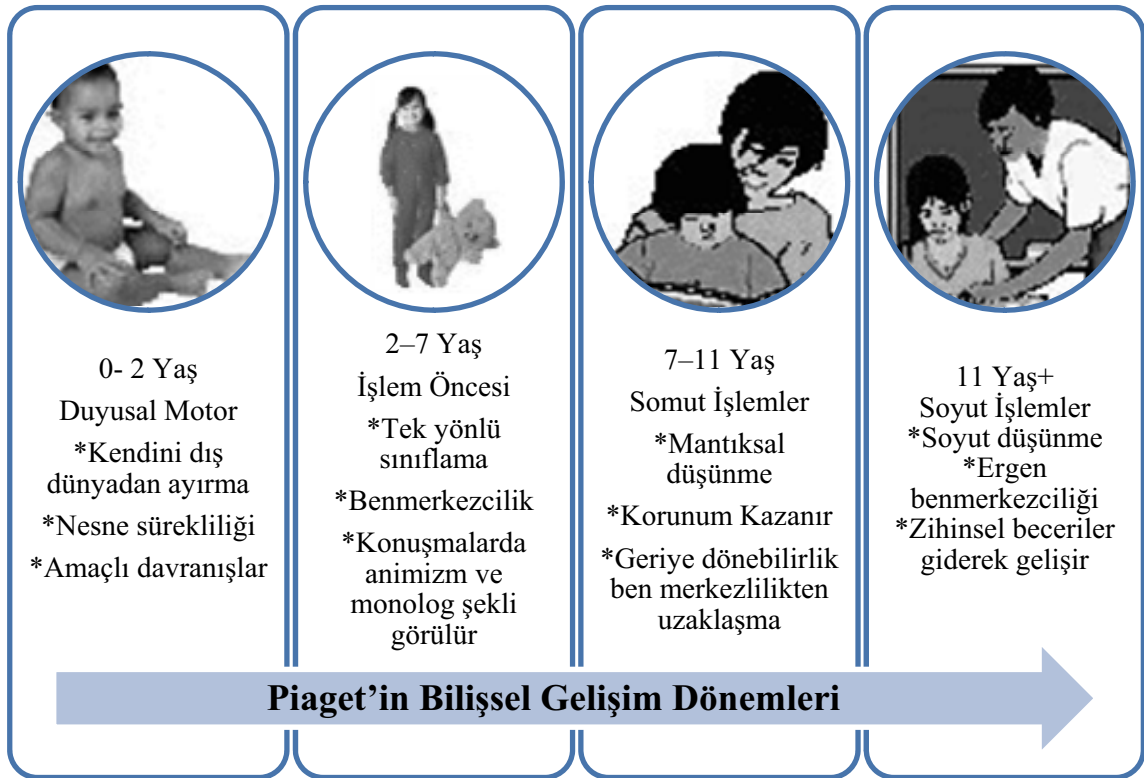 0- 2 Yaş
Duyusal Motor
*Kendini dış
dünyadan ayırma
*Nesne sürekliliği
*Amaçlı davranışlar
2–7 Yaş
İşlem Öncesi
*Tek yönlü
sınıflama
*Benmerkezcilik
*Konuşmalarda
animizm ve
monolog şekli
görülür
7–11 Yaş
Somut İşlemler
*Mantıksal
düşünme
*Korunum Kazanır
*Geriye dönebilirlik
ben merkezlilikten
uzaklaşma
11 Yaş+
Soyut İşlemler
*Soyut düşünme
*Ergen
benmerkezciliği
*Zihinsel beceriler
giderek gelişir
Piaget’in Bilişsel Gelişim Dönemleri